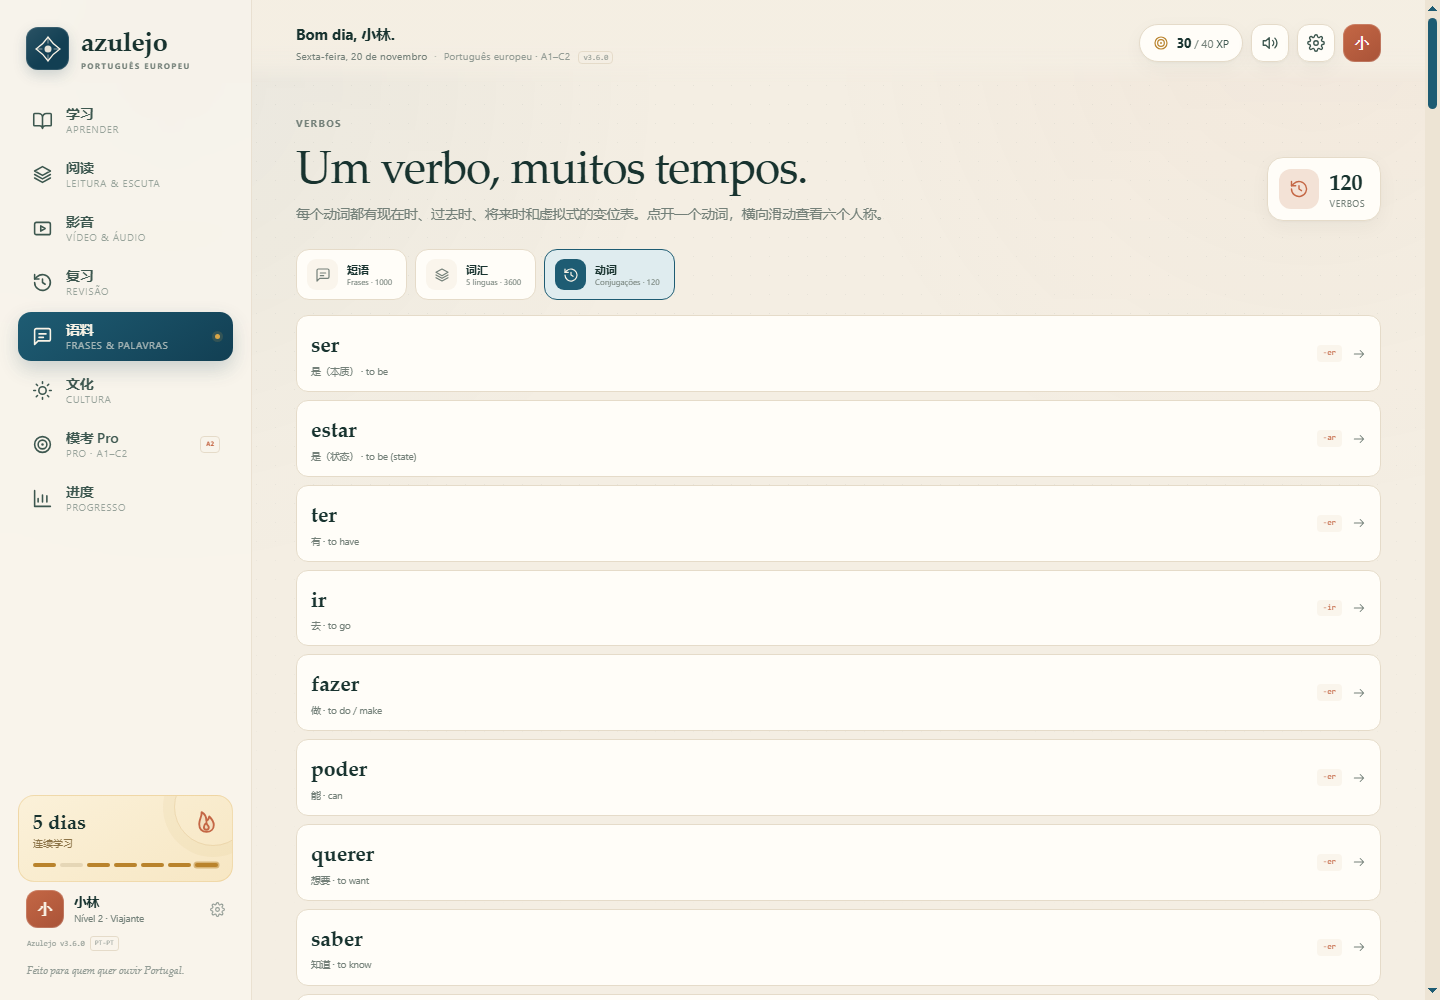 azulejo
PORTUGUÊS EUROPEU
学习
APRENDER
阅读
LEITURA & ESCUTA
影音
VÍDEO & ÁUDIO
复习
REVISÃO
语料
FRASES & PALAVRAS
文化
CULTURA
模考 Pro
PRO · A1–C2
A2
进度
PROGRESSO
5 dias
连续学习
小
小林
Nível 2 · Viajante
Azulejo v3.6.0 PT-PT
Feito para quem quer ouvir Portugal.
Bom dia, 小林.
Sexta-feira, 20 de novembro · Português europeu · A1–C2 v3.6.0
30 / 40 XP
小
VERBOS
Um verbo, muitos tempos.
每个动词都有现在时、过去时、将来时和虚拟式的变位表。点开一个动词，横向滑动查看六个人称。
120
VERBOS
短语
Frases · 1000
词汇
5 línguas · 3600
动词
Conjugações · 120
ser
是（本质） · to be
-er
estar
是（状态） · to be (state)
-ar
ter
有 · to have
-er
ir
去 · to go
-ir
fazer
做 · to do / make
-er
poder
能 · can
-er
querer
想要 · to want
-er
saber
知道 · to know
-er